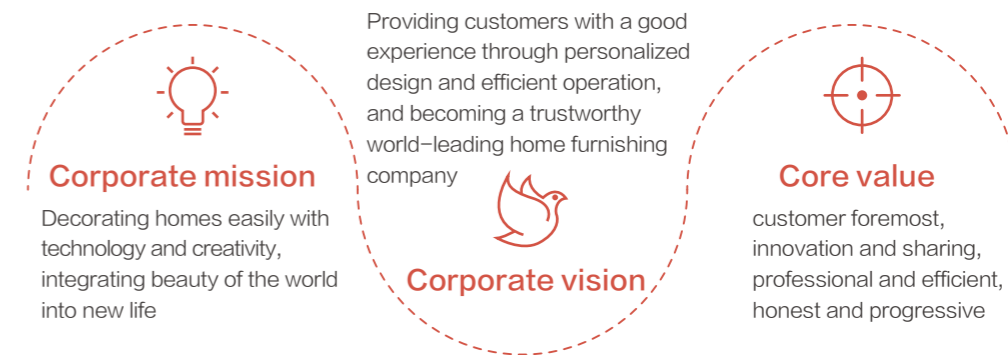 Corporate mission
Decorating homes easily with
technology and creativity,
integrating beauty of the world
into new life
Providing customers with a good
experience through personalized
design and efficient operation,
and becoming a trustworthy
world-leading home furnishing
company
Corporate vision
Core value
customer foremost,
innovation and sharing,
professional and efficient,
honest and progressive